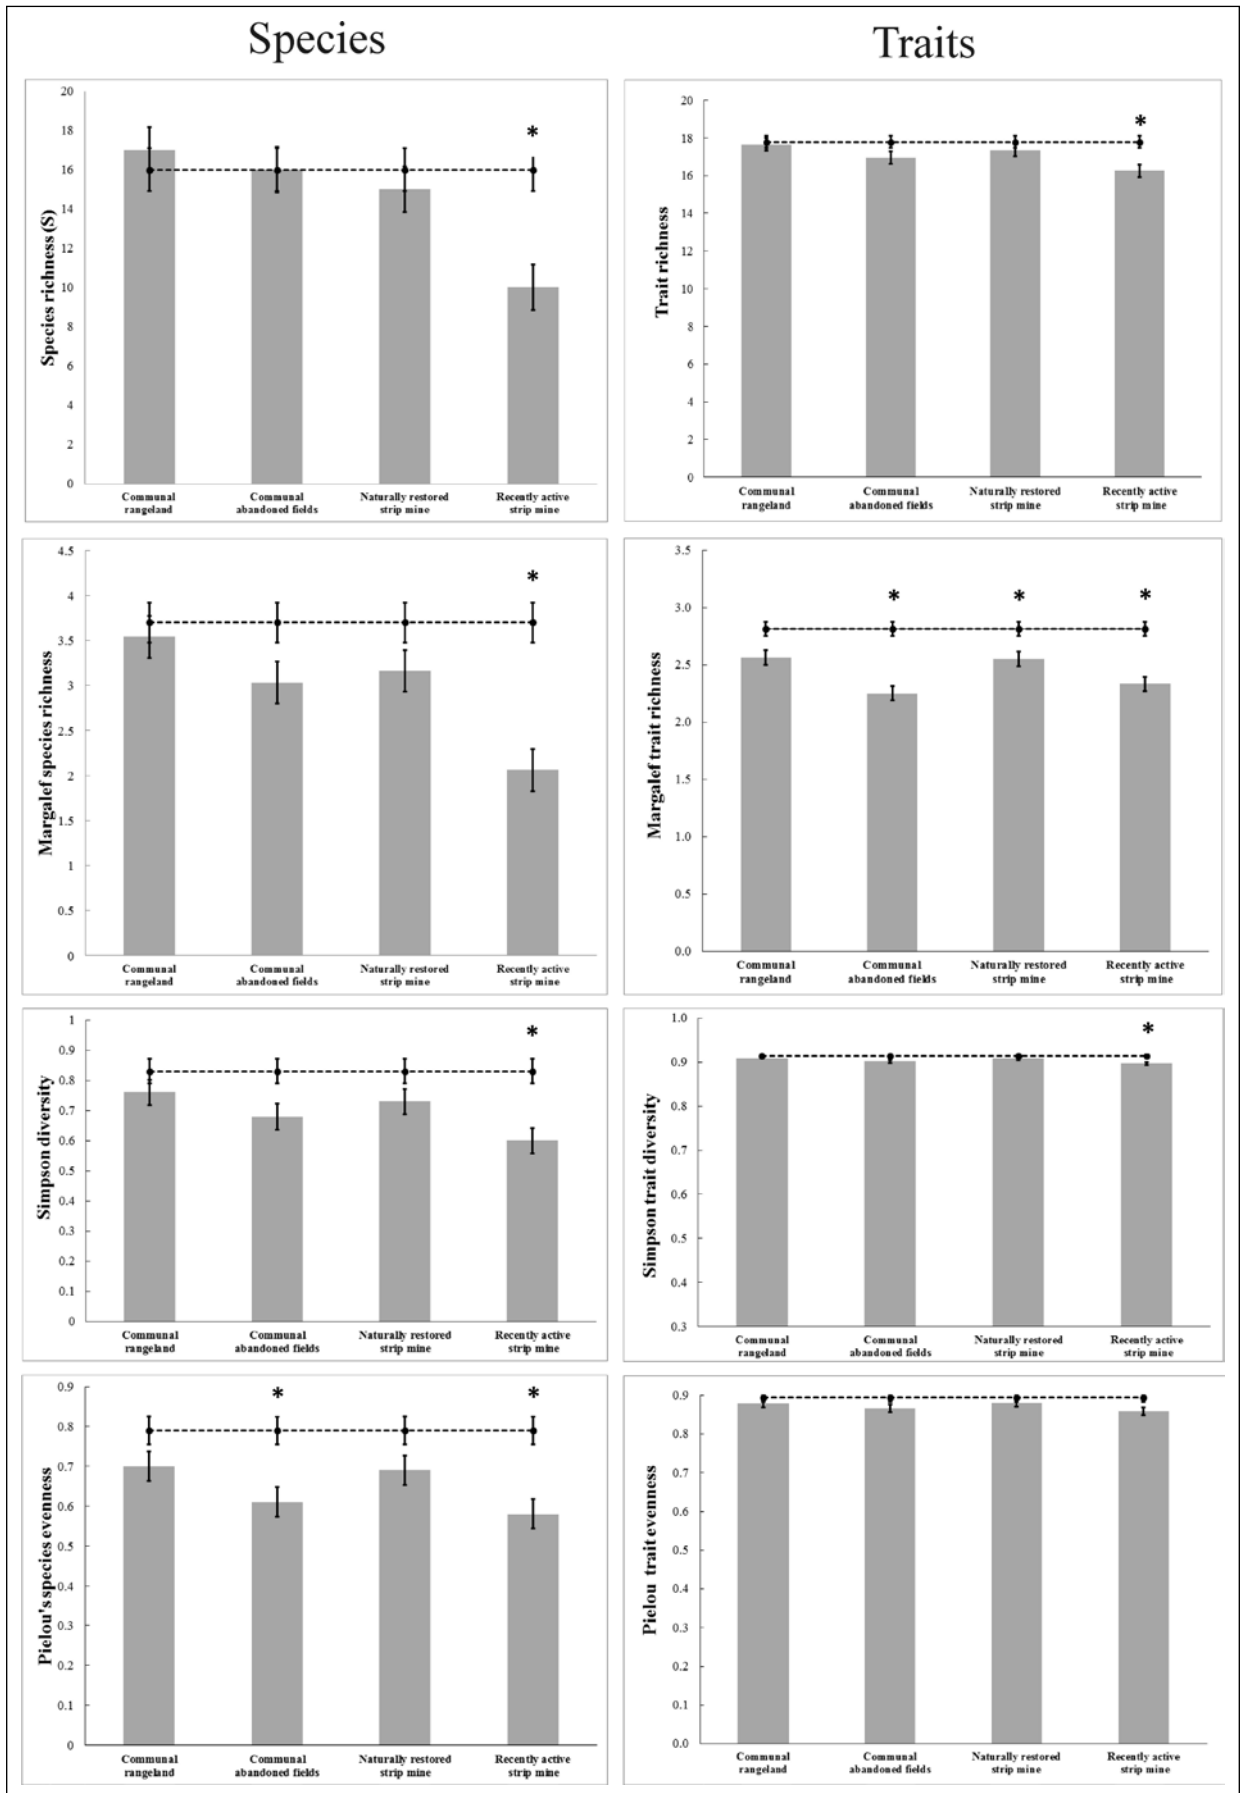 Species
Traits
Species richness (S)
20
18
16
14
12
10
8
6
4
2
0
Communal
rangeland
Communal
abandoned fields
Naturally restored
strip mine
Recently active
strip mine
*
Trait richness
20
18
16
14
12
10
8
6
4
2
0
Communal
rangeland
Communal
abandoned fields
Naturally restored
strip mine
Recently active
strip mine
*
Margalef species richness
4.5
4
3.5
3
2.5
2
1.5
1
0.5
0
Communal
rangeland
Communal
abandoned fields
Naturally restored
strip mine
Recently active
strip mine
*
Margalef trait richness
3.5
3.0
2.5
2.0
1.5
1.0
0.5
0.0
Communal
rangeland
Communal
abandoned fields
Naturally restored
strip mine
Recently active
strip mine
* * *
Simpson diversity
1
0.9
0.8
0.7
0.6
0.5
0.4
0.3
0.2
0.1
0
Communal
rangeland
Communal
abandoned fields
Naturally restored
strip mine
Recently active
strip mine
*
Simpson trait diversity
1.0
0.9
0.8
0.7
0.6
0.5
0.4
0.3
Communal
rangeland
Communal
abandoned fields
Naturally restored
strip mine
Recently active
strip mine
*
Pielou's species evenness
0.9
0.8
0.7
0.6
0.5
0.4
0.3
0.2
0.1
0
Communal
rangeland
Communal
abandoned fields
Naturally restored
strip mine
Recently active
strip mine
* *
Pielou trait evenness
0.9
0.8
0.7
0.6
0.5
0.4
0.3
0.2
0.1
0.0
Communal
rangeland
Communal
abandoned fields
Naturally restored
strip mine
Recently active
strip mine